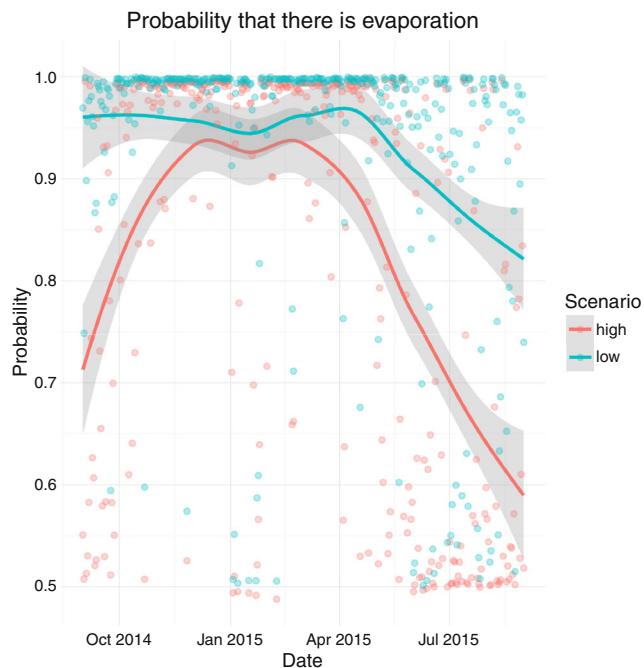 Probability that there is evaporation
1.0
0.9
0.8
0.7
0.6
0.5
Probability
Oct 2014 Jan 2015 Apr 2015 Jul 2015
Date
Scenario
high
low